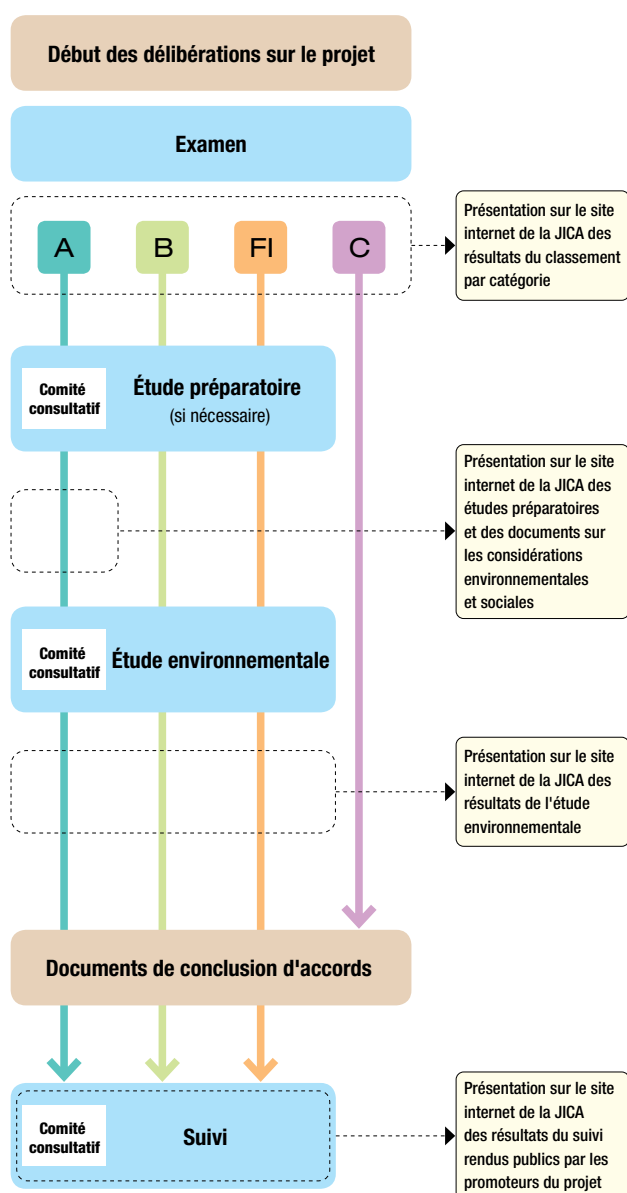 Début des délibérations sur le projet
Examen
A B FI C
Présentation sur le site
internet de la JICA des
résultats du classement
par catégorie
Comité
consultatif
Étude préparatoire
(si nécessaire)
Présentation sur le site
internet de la JICA des
études préparatoires
et des documents sur
les considérations
environnementales
et sociales
Comité
consultatif
Étude environnementale
Présentation sur le site
internet de la JICA des
résultats de l'étude
environnementale
Documents de conclusion d'accords
Comité
consultatif
Suivi
Présentation sur le site
internet de la JICA
des résultats du suivi
rendus publics par les
promoteurs du projet